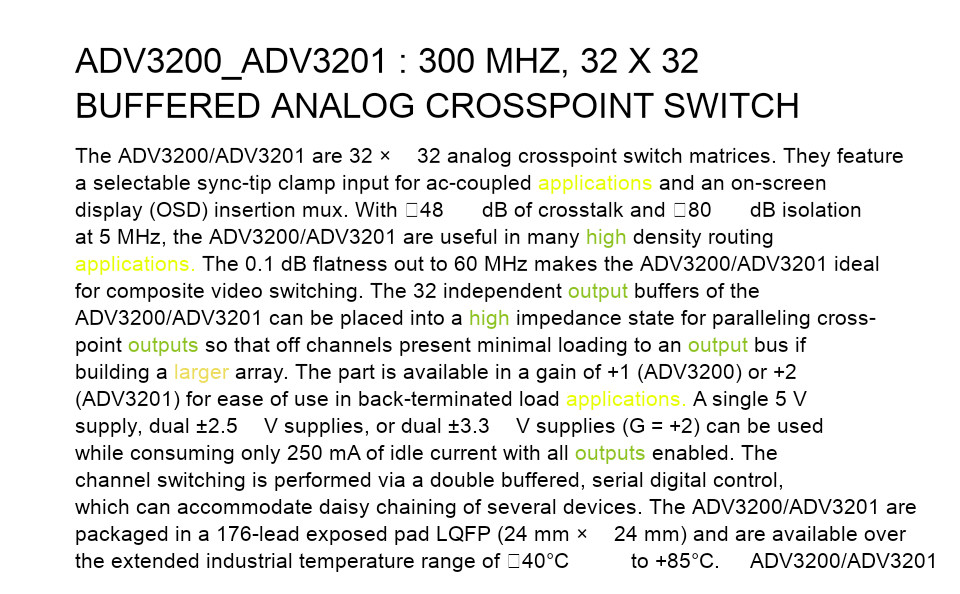 ADV3200_ADV3201 : 300 MHZ, 32 X 32
BUFFERED ANALOG CROSSPOINT SWITCH
The ADV3200/ADV3201 are 32 × 32 analog crosspoint switch matrices. They feature
a selectable sync-tip clamp input for ac-coupled applications and an on-screen
display (OSD) insertion mux. With □48 dB of crosstalk and □80 dB isolation
at 5 MHz, the ADV3200/ADV3201 are useful in many high density routing
applications. The 0.1 dB flatness out to 60 MHz makes the ADV3200/ADV3201 ideal
for composite video switching. The 32 independent output buffers of the
ADV3200/ADV3201 can be placed into a high impedance state for paralleling cross-
point outputs so that off channels present minimal loading to an output bus if
building a larger array. The part is available in a gain of +1 (ADV3200) or +2
(ADV3201) for ease of use in back-terminated load applications. A single 5 V
supply, dual ±2.5 V supplies, or dual ±3.3 V supplies (G = +2) can be used
while consuming only 250 mA of idle current with all outputs enabled. The
channel switching is performed via a double buffered, serial digital control,
which can accommodate daisy chaining of several devices. The ADV3200/ADV3201 are
packaged in a 176-lead exposed pad LQFP (24 mm × 24 mm) and are available over
the extended industrial temperature range of □40°C to +85°C. ADV3200/ADV3201